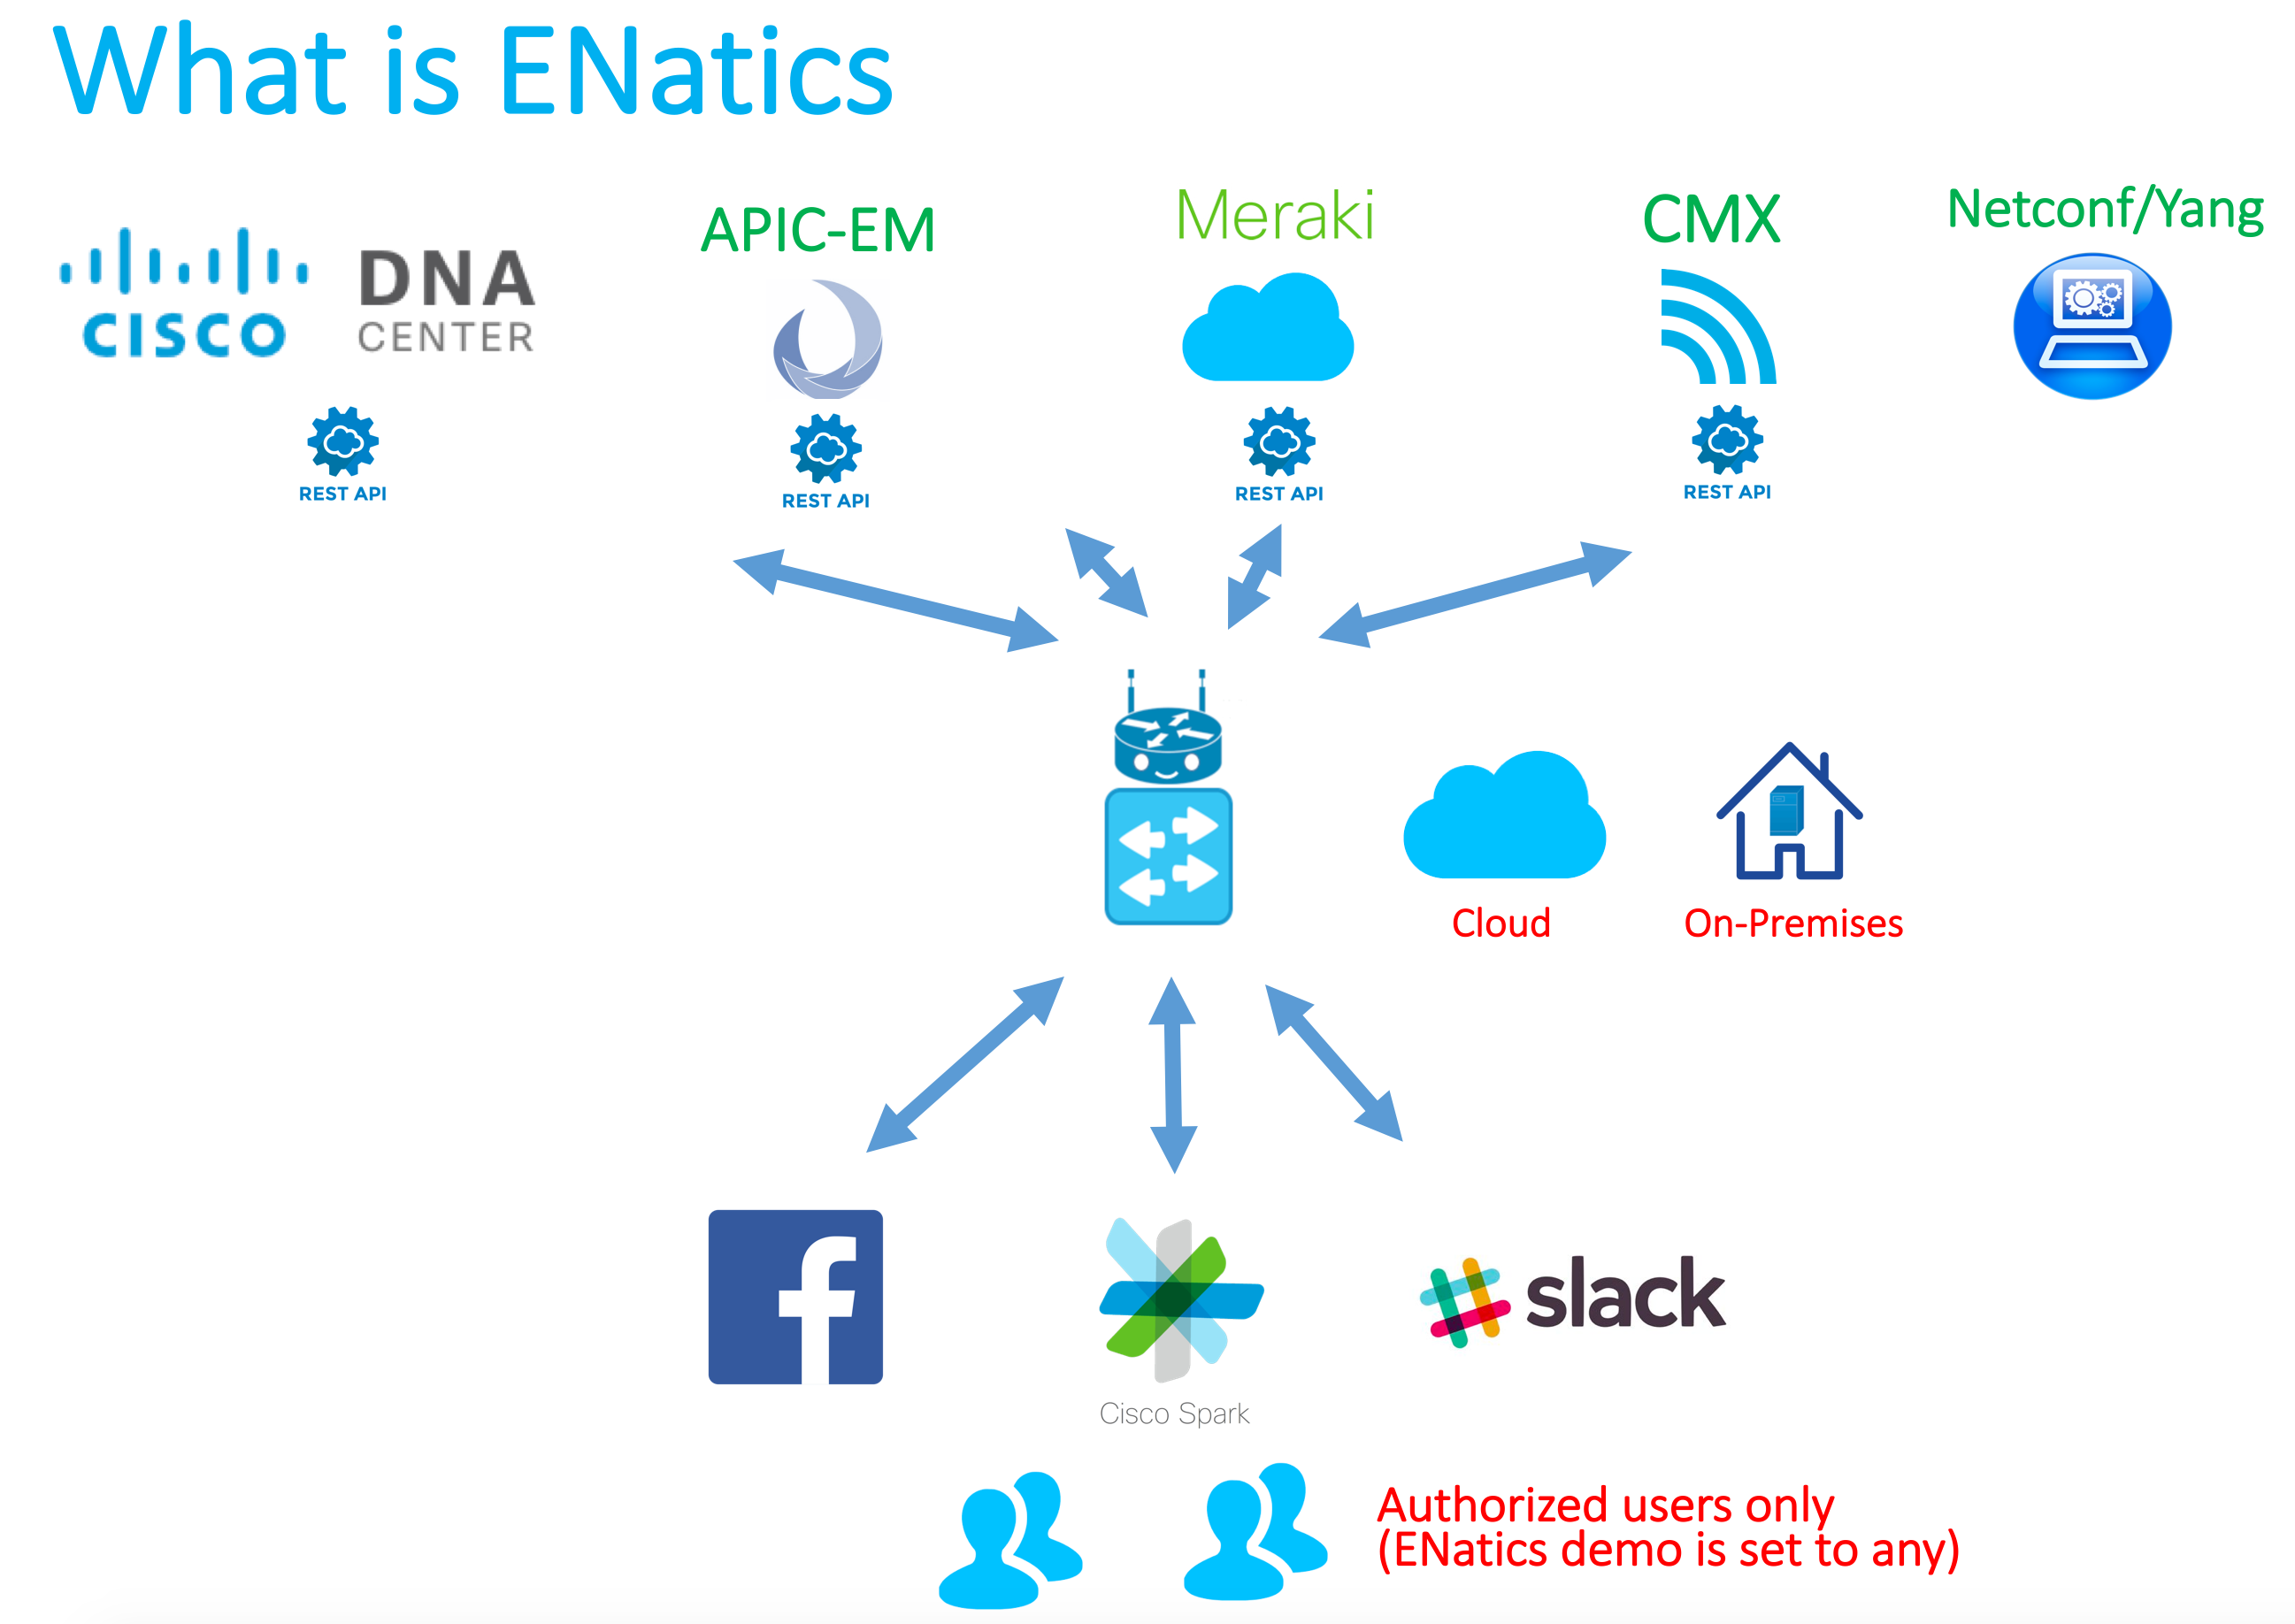 What is ENatics
CISCO
DNA
CENTER
APIC-EM
Meraki
CMX
Netconf/Yang
REST API
REST API
REST API
REST API
Cloud
On-Premises
slack
Cisco Spark
Authorized users only
(ENatics demo is set to any)